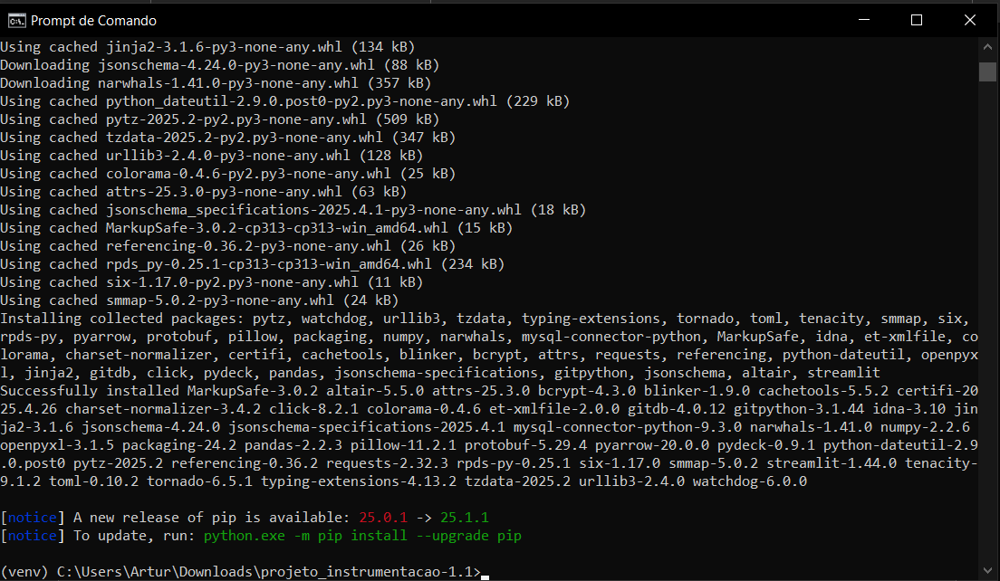 Prompt de Comando
Using cached jinja2-3.1.6-py3-none-any.whl (134 kB)
Downloading jsonschema-4.24.0-py3-none-any.whl (88 kB)
Downloading narwhals-1.41.0-py3-none-any.whl (357 kB)
Using cached python_dateutil-2.9.0.post0-py2.py3-none-any.whl (229 kB)
Using cached pytz-2025.2-py2.py3-none-any.whl (509 kB)
Using cached tzdata-2025.2-py2.py3-none-any.whl (347 kB)
Using cached urllib3-2.4.0-py3-none-any.whl (128 kB)
Using cached colorama-0.4.6-py2.py3-none-any.whl (25 kB)
Using cached attrs-25.3.0-py3-none-any.whl (63 kB)
Using cached jsonschema_specifications-2025.4.1-py3-none-any.whl (18 kB)
Using cached MarkupSafe-3.0.2-cp313-cp313-win_amd64.whl (15 kB)
Using cached referencing-0.36.2-py3-none-any.whl (26 kB)
Using cached rpds_py-0.25.1-cp313-cp313-win_amd64.whl (234 kB)
Using cached six-1.17.0-py2.py3-none-any.whl (11 kB)
Using cached smmap-5.0.2-py3-none-any.whl (24 kB)
Installing collected packages: pytz, watchdog, urllib3, tzdata, typing-extensions, tornado, toml, tenacity, smmap, six,
rpds-py, pyarrow, protobuf, pillow, packaging, numpy, narwhals, mysql-connector-python, MarkupSafe, idna, et-xmlfile, co
lorama, charset-normalizer, certifi, cachetools, blinker, bcrypt, attrs, requests, referencing, python-dateutil, openpyx
l, jinja2, gitdb, click, pydeck, pandas, jsonschema-specifications, gitpython, jsonschema, altair, streamlit
Successfully installed MarkupSafe-3.0.2 altair-5.5.0 attrs-25.3.0 bcrypt-4.3.0 blinker-1.9.0 cachetools-5.5.2 certifi-20
25.4.26 charset-normalizer-3.4.2 click-8.2.1 colorama-0.4.6 et-xmlfile-2.0.0 gitdb-4.0.12 gitpython-3.1.44 idna-3.10 jin
ja2-3.1.6 jsonschema-4.24.0 jsonschema-specifications-2025.4.1 mysql-connector-python-9.3.0 narwhals-1.41.0 numpy-2.2.6
openpyxl-3.1.5 packaging-24.2 pandas-2.2.3 pillow-11.2.1 protobuf-5.29.4 pyarrow-20.0.0 pydeck-0.9.1 python-dateutil-2.9
.0.post0 pytz-2025.2 referencing-0.36.2 requests-2.32.3 rpds-py-0.25.1 six-1.17.0 smmap-5.0.2 streamlit-1.44.0 tenacity-
9.1.2 toml-0.10.2 tornado-6.5.1 typing-extensions-4.13.2 tzdata-2025.2 urllib3-2.4.0 watchdog-6.0.0
[notice] A new release of pip is available: 25.0.1 -> 25.1.1
[notice] To update, run: python.exe -m pip install --upgrade pip
(venv) C:\Users\Artur\Downloads\projeto_instrumentacao-1.1>